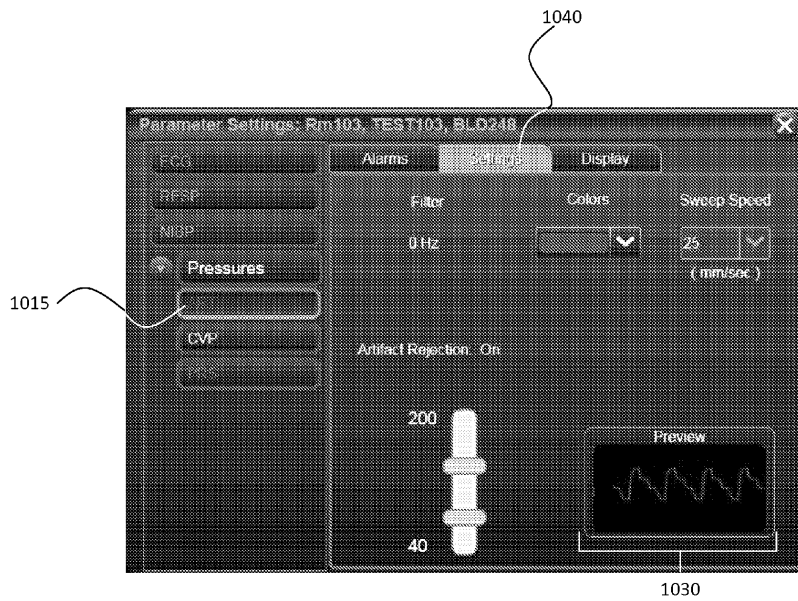 1040
Parameter Settings: Rm103, TEST103, BLD248
ECG
Alarms Settings Display
RESP
Filter Colors Sweep Speed
NIBP
0 Hz 25
Pressures
( mm/sec )
1015
CVP
Artifact Rejection: On
200
Preview
40
1030